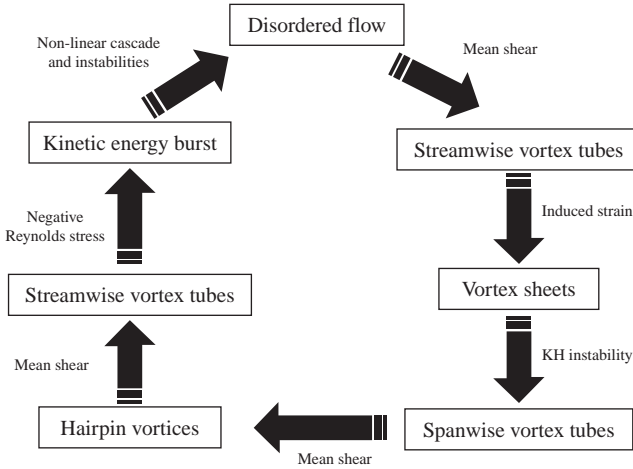 Disordered flow
Mean shear
Streamwise vortex tubes
Induced strain
Vortex sheets
KH instability
Spanwise vortex tubes
Mean shear
Hairpin vortices
Mean shear
Streamwise vortex tubes
Negative
Reynolds stress
Kinetic energy burst
Non-linear cascade
and instabilities